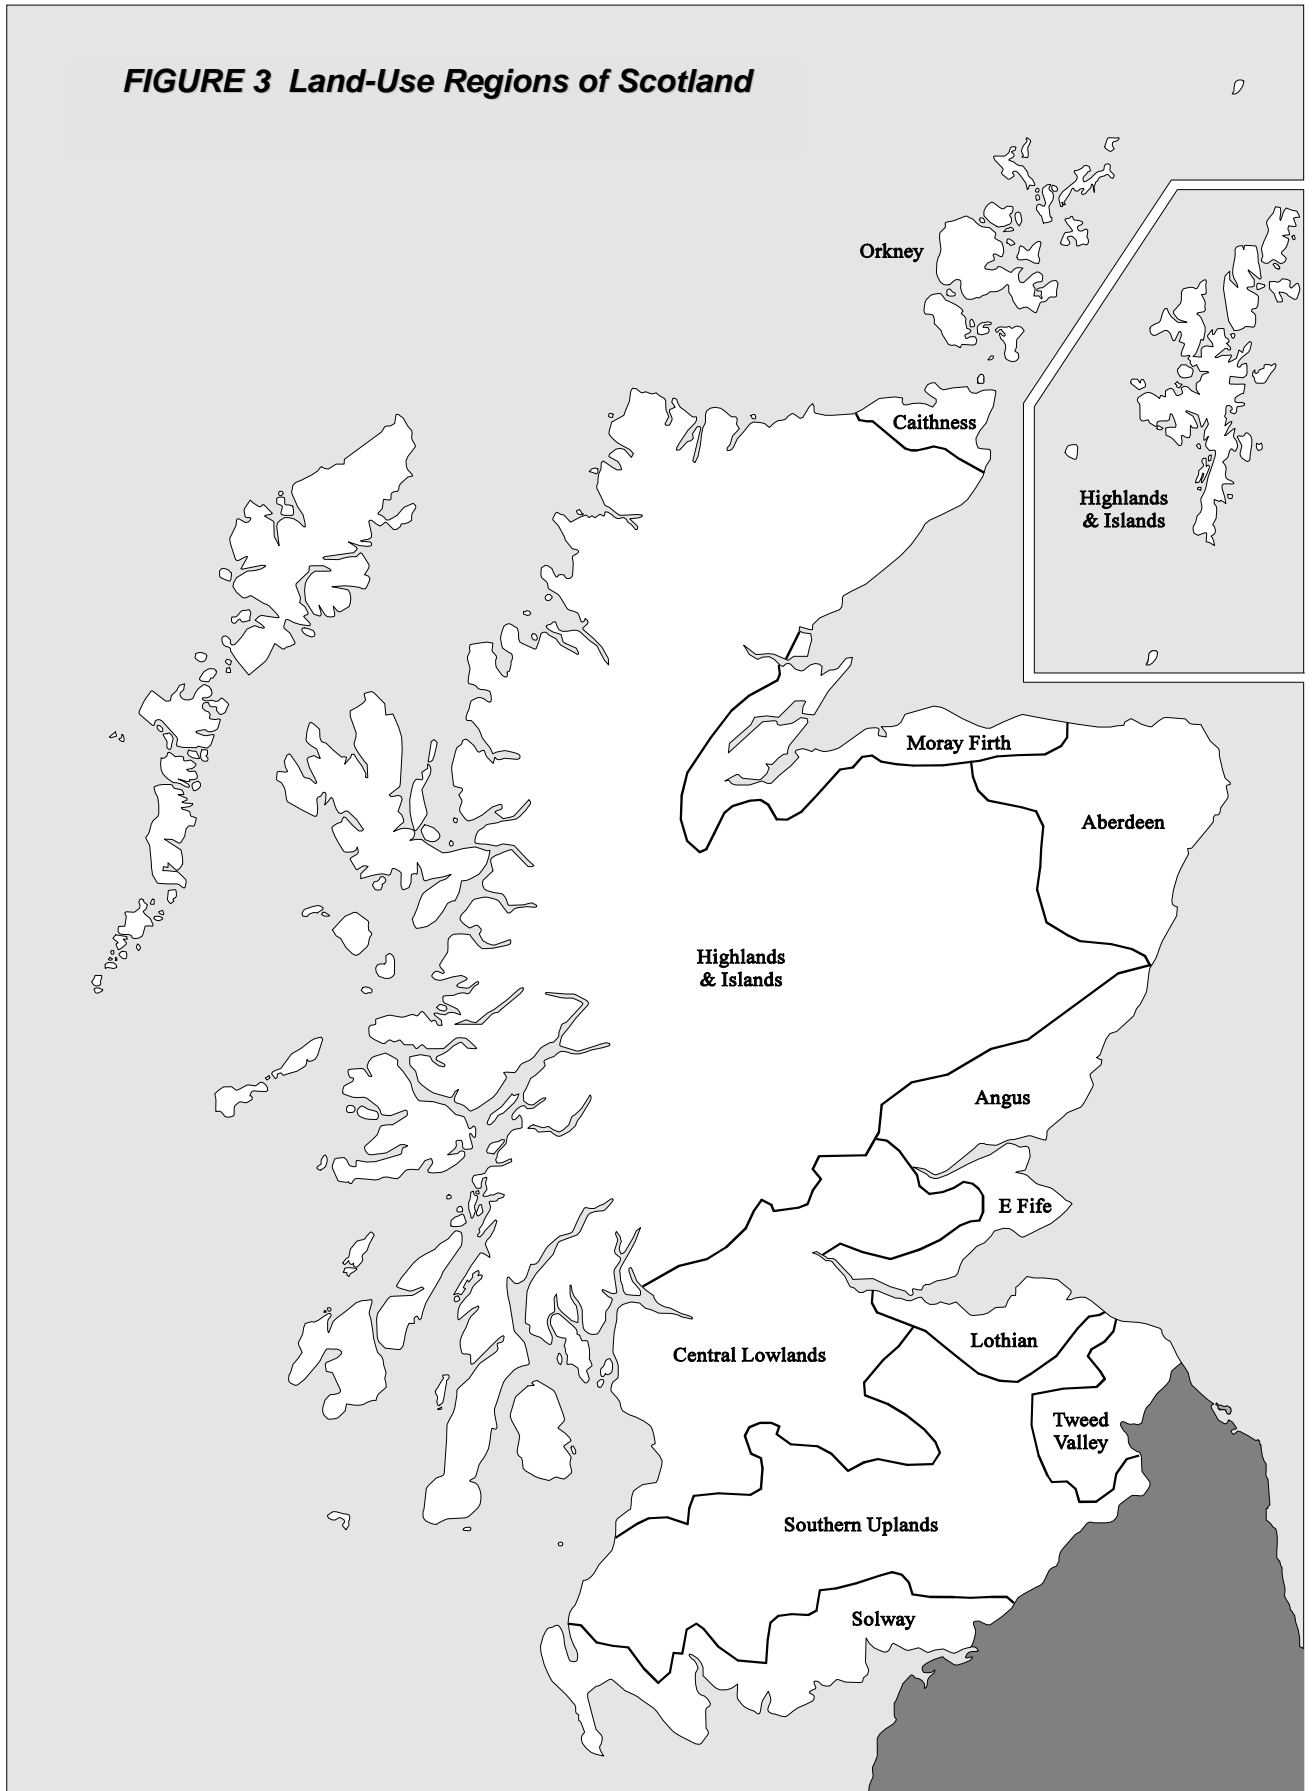 FIGURE 3 Land-Use Regions of Scotland
Orkney
Caithness
Highlands
& Islands
Moray Firth
Aberdeen
Highlands
& Islands
Angus
E Fife
Lothian
Central Lowlands
Tweed
Valley
Southern Uplands
Solway